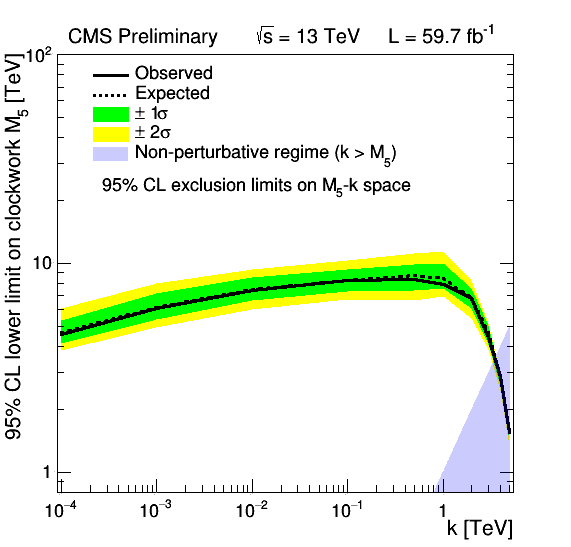 CMS Preliminary √s = 13 TeV L = 59.7 fb⁻¹
Observed
Expected
± 1σ
± 2σ
Non-perturbative regime (k > M₅)
95% CL exclusion limits on M₅-k space
95% CL lower limit on clockwork M₅ [TeV]
10²
10
1
10⁻⁴ 10⁻³ 10⁻² 10⁻¹ 1
k [TeV]